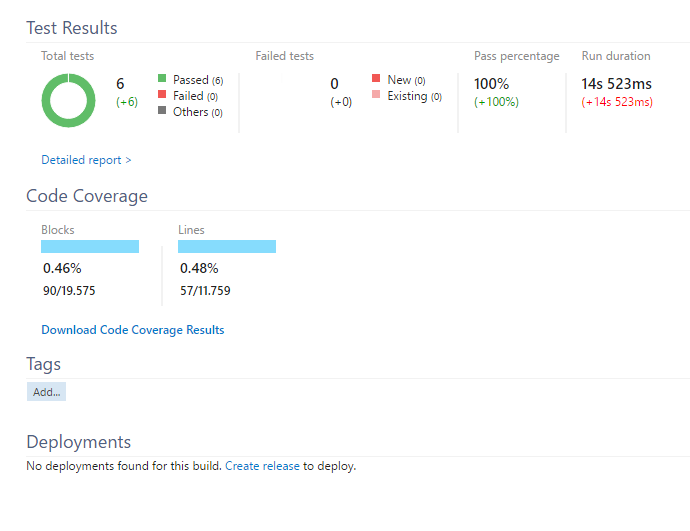 Test Results
Total tests
6
(+6)
Passed (6)
Failed (0)
Others (0)
Failed tests
0
(+0)
New (0)
Existing (0)
Pass percentage
100%
(+100%)
Run duration
14s 523ms
(+14s 523ms)
Detailed report >
Code Coverage
Blocks
0.46%
90/19.575
Lines
0.48%
57/11.759
Download Code Coverage Results
Tags
Add...
Deployments
No deployments found for this build. Create release to deploy.